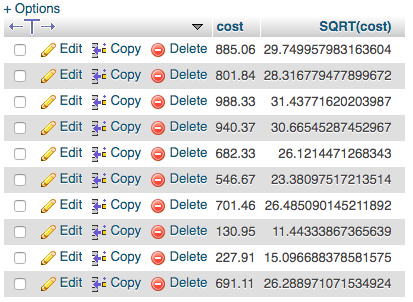 + Options
←T→ cost SQRT(cost)
Edit Copy Delete 885.06 29.749957983163604
Edit Copy Delete 801.84 28.316779477899672
Edit Copy Delete 988.33 31.43771620203987
Edit Copy Delete 940.37 30.66545287452967
Edit Copy Delete 682.33 26.1214471268343
Edit Copy Delete 546.67 23.38097517213514
Edit Copy Delete 701.46 26.485090145211892
Edit Copy Delete 130.95 11.44333867365639
Edit Copy Delete 227.91 15.096688378581575
Edit Copy Delete 691.11 26.288971071534924